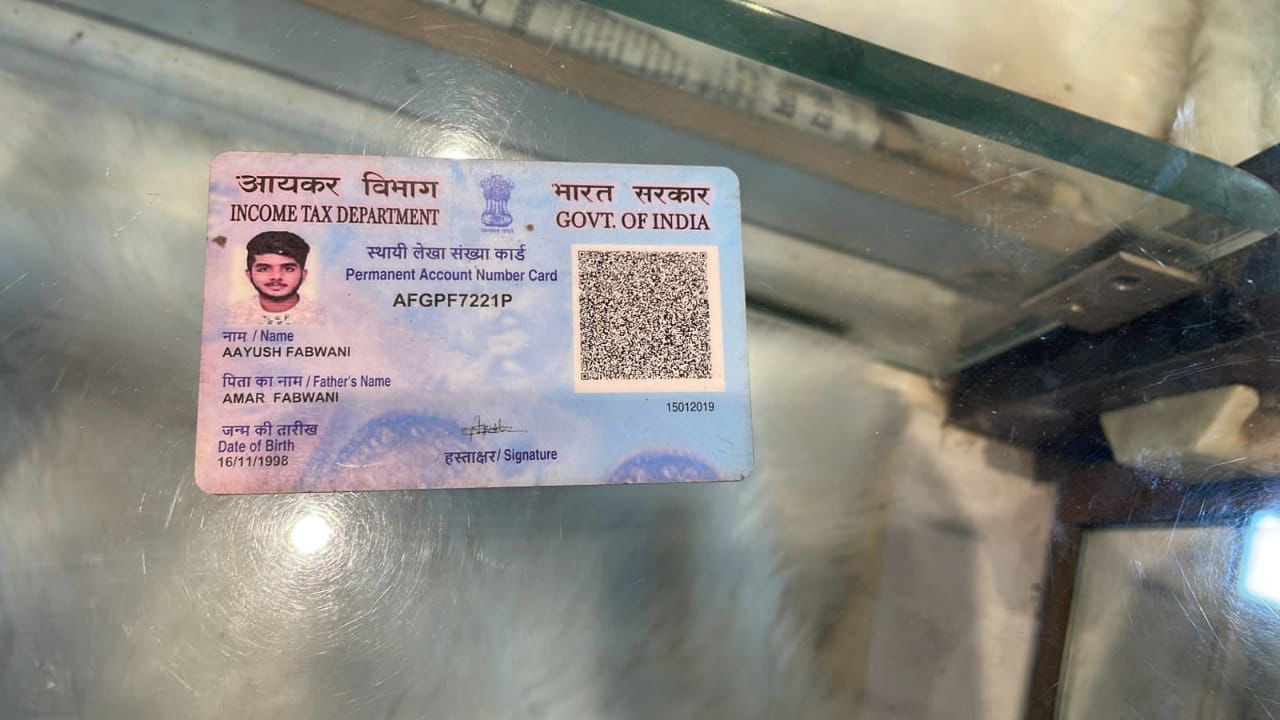 आयकर विभाग
INCOME TAX DEPARTMENT
भारत सरकार
GOVT. OF INDIA
स्थायी लेखा संख्या कार्ड
Permanent Account Number Card
AFGPF7221P
नाम / Name
AAYUSH FABWANI
पिता का नाम / Father's Name
AMAR FABWANI
जन्म की तारीख
Date of Birth
16/11/1998
हस्ताक्षर/ Signature
15012019